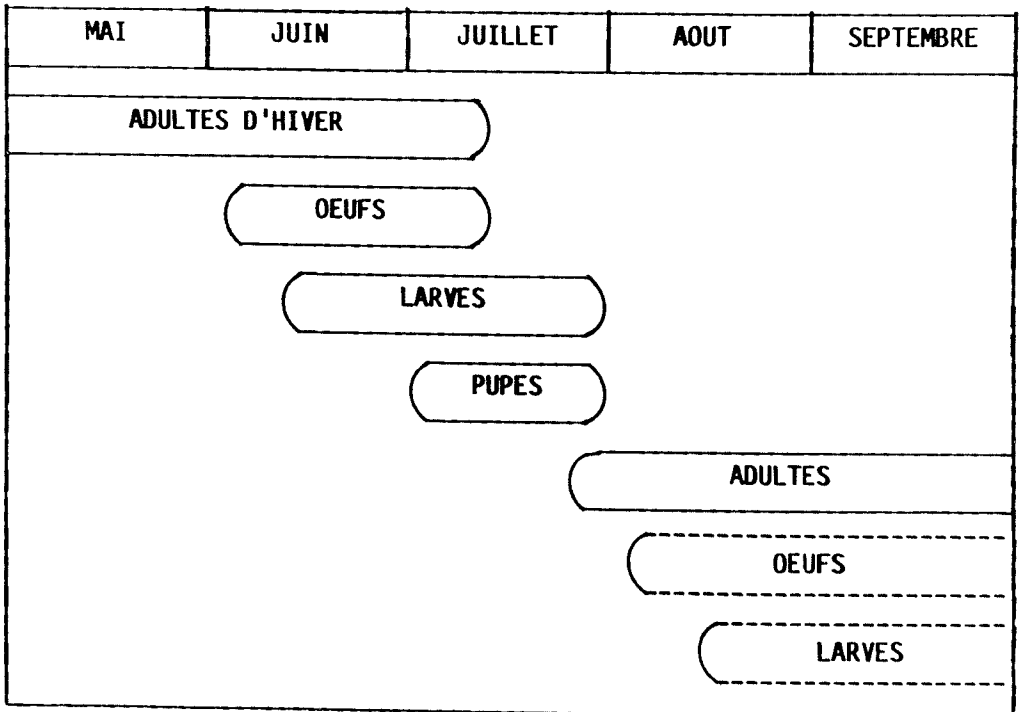 MAI JUIN JUILLET AOUT SEPTEMBRE
ADULTES D'HIVER
OEUFS
LARVES
PUPES
ADULTES
OEUFS
LARVES